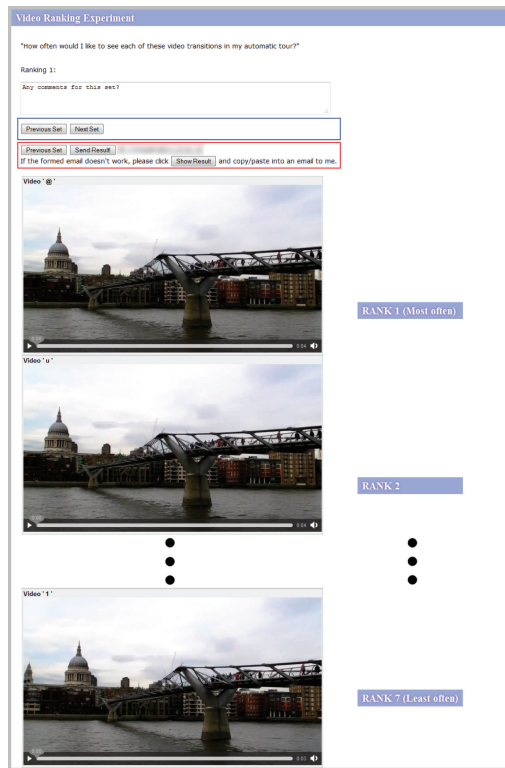 Video Ranking Experiment
"How often would I like to see each of these video transitions in my automatic tour?"
Ranking 1:
Any comments for this set?
Previous Set Next Set
Previous Set Send Result
If the formed email doesn't work, please click Show Result and copy/paste into an email to me.
Video ' @ '
0:04
RANK 1 (Most often)
Video ' u '
0:04
RANK 2
Video ' 1 '
0:03
RANK 7 (Least often)